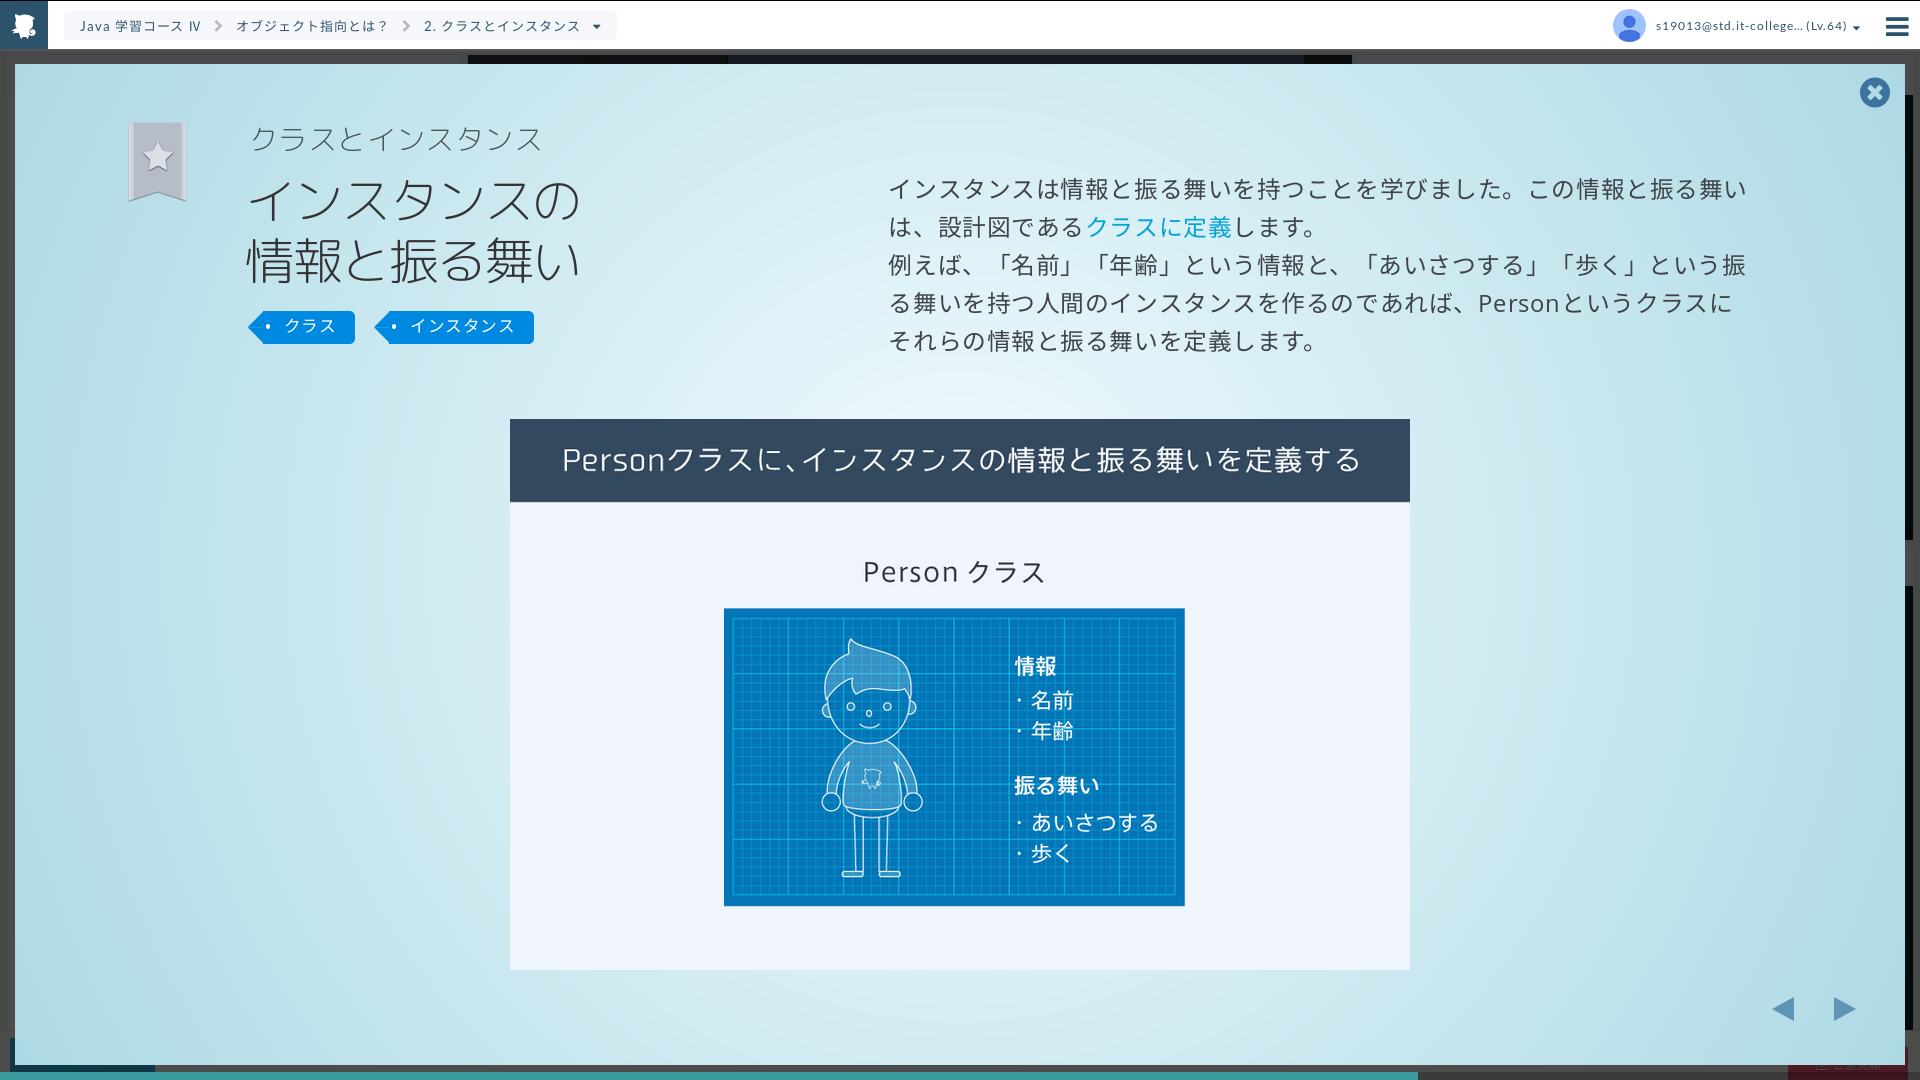 Java 学習コース Ⅳ
オブジェクト指向とは？
2. クラスとインスタンス
s19013@std.it-college... (Lv.64)
クラスとインスタンス
インスタンスの
情報と振る舞い
クラス
インスタンス
インスタンスは情報と振る舞いを持つことを学びました。この情報と振る舞い
は、設計図であるクラスに定義します。
例えば、「名前」「年齢」という情報と、「あいさつする」「歩く」という振
る舞いを持つ人間のインスタンスを作るのであれば、Personというクラスに
それらの情報と振る舞いを定義します。
Personクラスに、インスタンスの情報と振る舞いを定義する
Person クラス
情報
・名前
・年齢
振る舞い
・あいさつする
・歩く